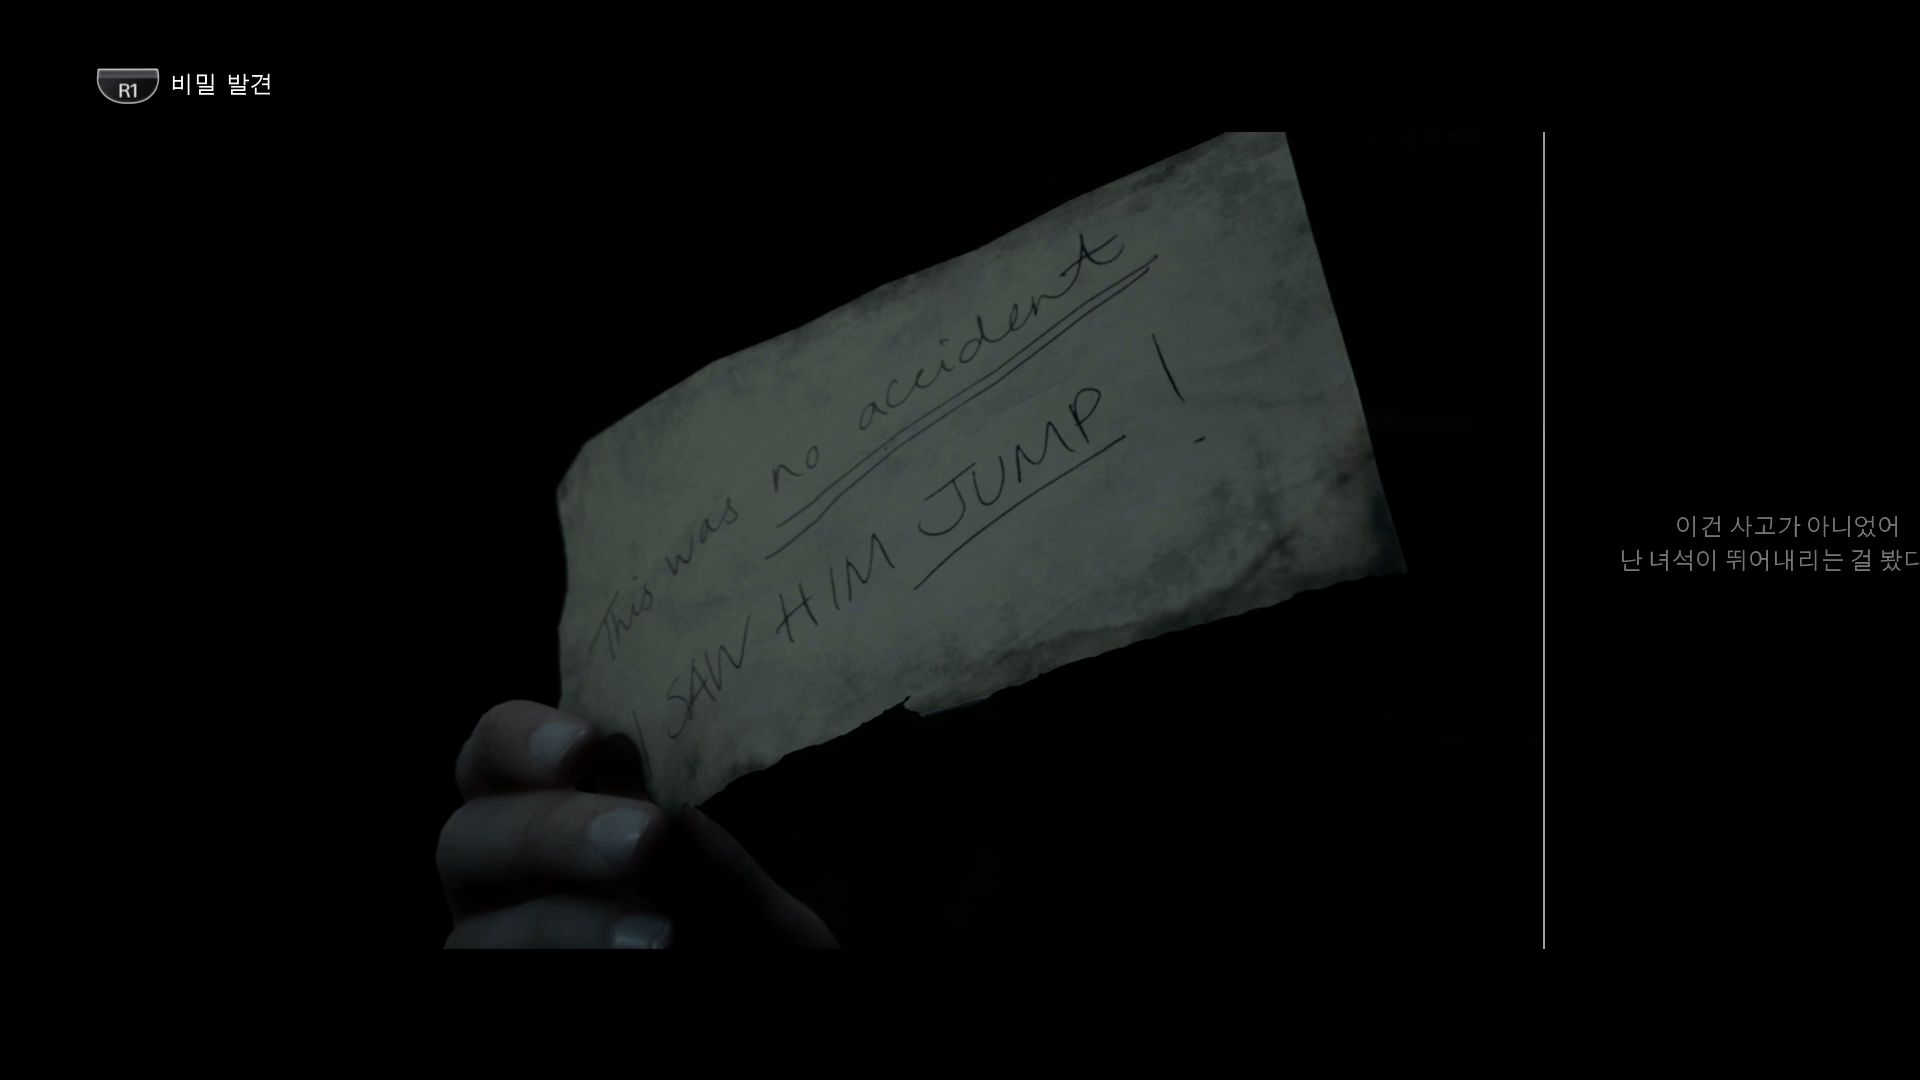 R1 비밀 발견
This was no accident
I SAW HIM JUMP !
이건 사고가 아니었어
난 녀석이 뛰어내리는 걸 봤다